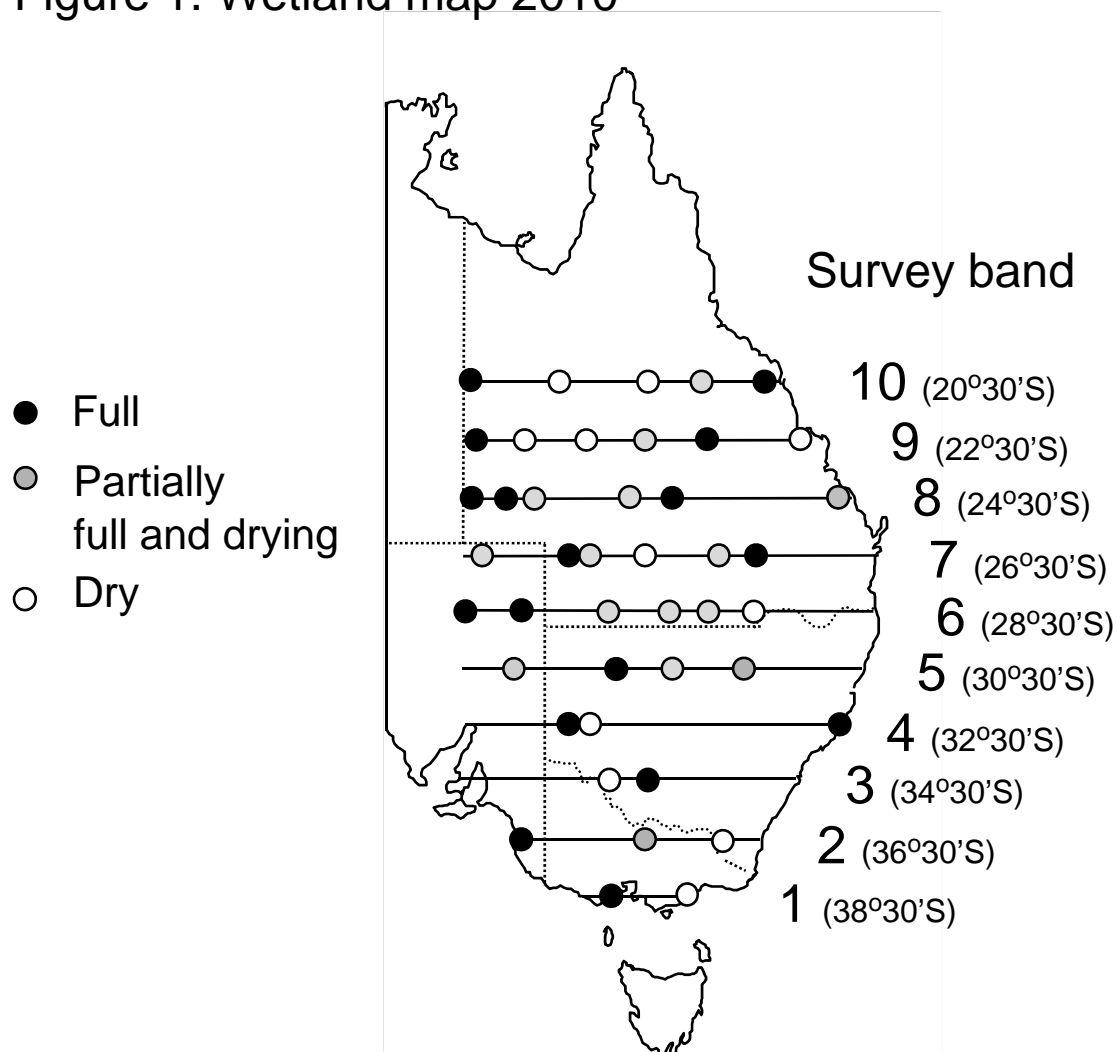 Figure 1. Wetland map 2010
Survey band
10 (20º30'S)
Full
9 (22º30'S)
Partially
full and drying
8 (24º30'S)
7 (26º30'S)
Dry
6 (28º30'S)
5 (30º30'S)
4 (32º30'S)
3 (34º30'S)
2 (36º30'S)
1 (38º30'S)